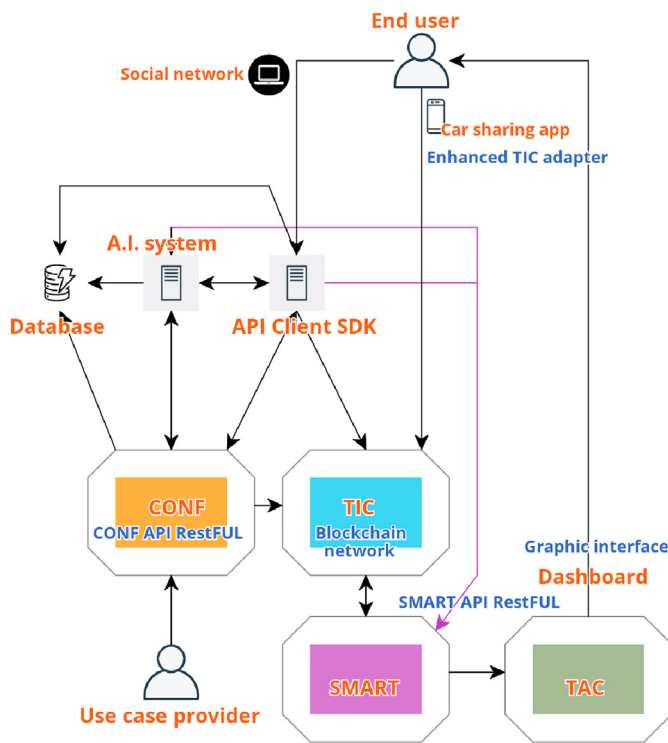 End user
Social network
Car sharing app
Enhanced TIC adapter
A.I. system
Database
API Client SDK
CONF
CONF API RestFUL
TIC
Blockchain
network
Graphic interface
Dashboard
SMART API RestFUL
SMART
TAC
Use case provider